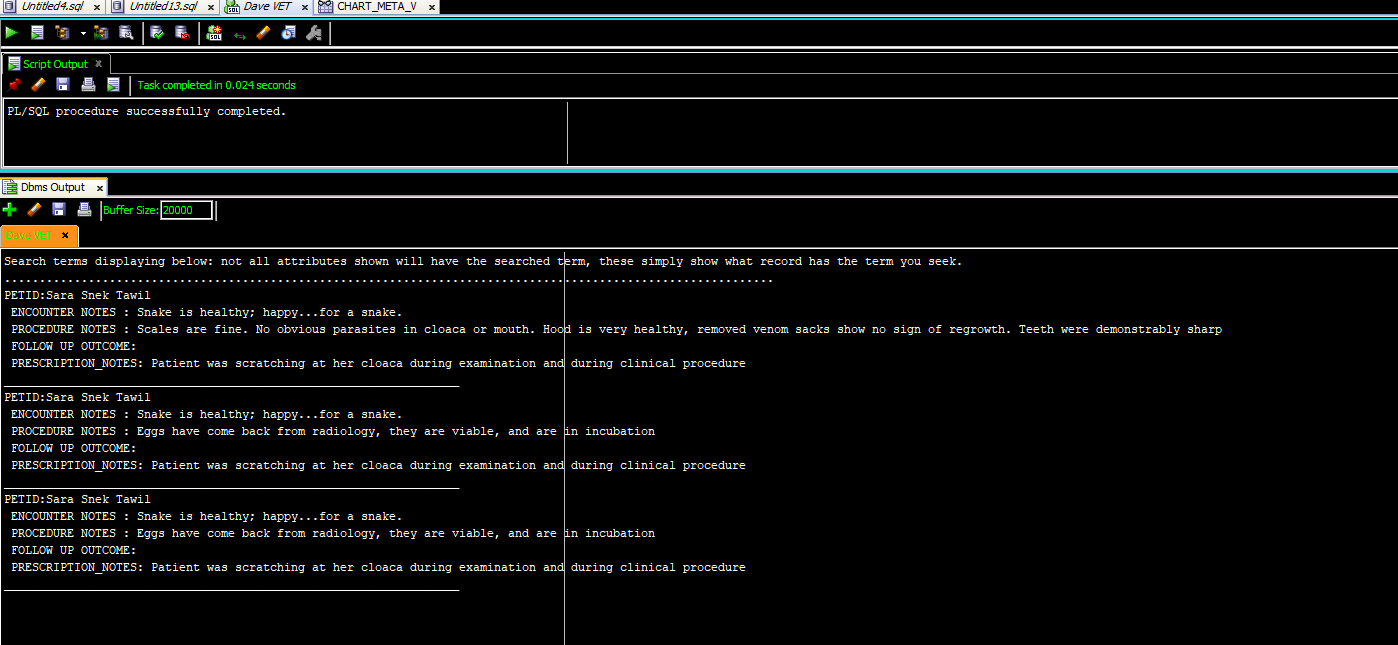 Untitled4.sql × Untitled13.sql × Dave VET × CHART_META_V ×
Script Output ×
Task completed in 0.024 seconds
PL/SQL procedure successfully completed.
Dbms Output ×
Buffer Size: 20000
Dave VET ×
Search terms displaying below: not all attributes shown will have the searched term, these simply show what record has the term you seek.
..............................................................................................................
PETID:Sara Snek Tawil
ENCOUNTER NOTES : Snake is healthy; happy...for a snake.
PROCEDURE NOTES : Scales are fine. No obvious parasites in cloaca or mouth. Hood is very healthy, removed venom sacks show no sign of regrowth. Teeth were demonstrably sharp
FOLLOW UP OUTCOME:
PRESCRIPTION_NOTES: Patient was scratching at her cloaca during examination and during clinical procedure
_________________________________________________________________
PETID:Sara Snek Tawil
ENCOUNTER NOTES : Snake is healthy; happy...for a snake.
PROCEDURE NOTES : Eggs have come back from radiology, they are viable, and are in incubation
FOLLOW UP OUTCOME:
PRESCRIPTION_NOTES: Patient was scratching at her cloaca during examination and during clinical procedure
_________________________________________________________________
PETID:Sara Snek Tawil
ENCOUNTER NOTES : Snake is healthy; happy...for a snake.
PROCEDURE NOTES : Eggs have come back from radiology, they are viable, and are in incubation
FOLLOW UP OUTCOME:
PRESCRIPTION_NOTES: Patient was scratching at her cloaca during examination and during clinical procedure
_________________________________________________________________